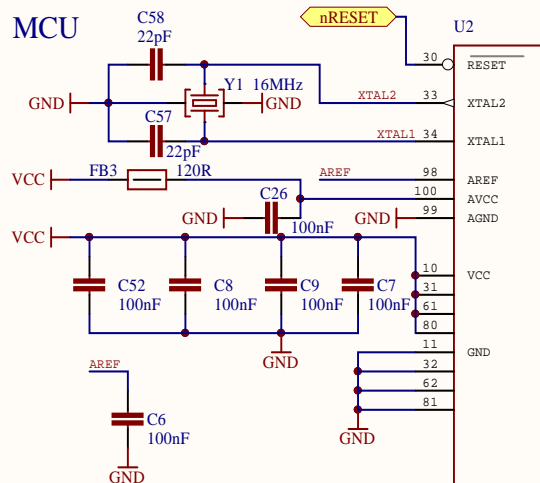 MCU
C58
22pF
nRESET
U2
30
RESET
GND
Y1 16MHz
GND
XTAL2
33
XTAL2
C57
22pF
XTAL1
34
XTAL1
VCC
FB3
120R
AREF
98
AREF
100
AVCC
C26
100nF
GND
GND
99
AGND
VCC
C52
100nF
C8
100nF
C9
100nF
C7
100nF
10
VCC
31
61
80
GND
11
GND
32
62
81
GND
AREF
C6
100nF
GND